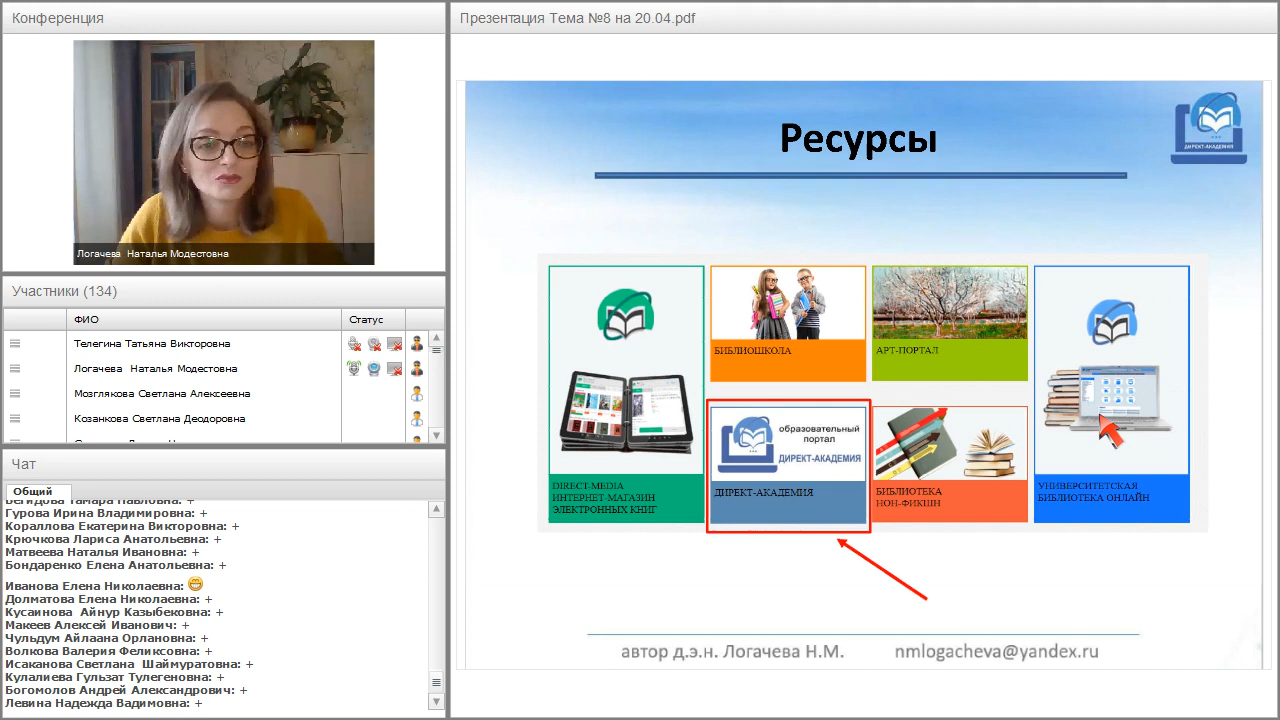 Конференция
Логачева Наталья Модестовна
Участники (134)
ФИО Статус
Телегина Татьяна Викторовна
Логачева Наталья Модестовна
Мозглякова Светлана Алексеевна
Козанкова Светлана Деодоровна
Чат
Общий
Бегидова Тамара Павловна: +
Гурова Ирина Владимировна: +
Кораллова Екатерина Викторовна: +
Крючкова Лариса Анатольевна: +
Матвеева Наталья Ивановна: +
Бондаренко Елена Анатольевна: +
Иванова Елена Николаевна:
Долматова Елена Николаевна: +
Кусаинова Айнур Казыбековна: +
Макеев Алексей Иванович: +
Чульдум Айлаана Орлановна: +
Волкова Валерия Феликсовна: +
Исаканова Светлана Шаймуратовна: +
Кулалиева Гульзат Тулегеновна: +
Богомолов Андрей Александрович: +
Левина Надежда Вадимовна: +
Презентация Тема №8 на 20.04.pdf
ДИРЕКТ-АКАДЕМИЯ
Ресурсы
DIRECT-MEDIA
ИНТЕРНЕТ-МАГАЗИН
ЭЛЕКТРОННЫХ КНИГ
БИБЛИОШКОЛА
АРТ-ПОРТАЛ
образовательный
портал
ДИРЕКТ-АКАДЕМИЯ
ДИРЕКТ-АКАДЕМИЯ
БИБЛИОТЕКА
НОН-ФИКШН
УНИВЕРСИТЕТСКАЯ
БИБЛИОТЕКА ОНЛАЙН
автор д.э.н. Логачева Н.М. nmlogacheva@yandex.ru